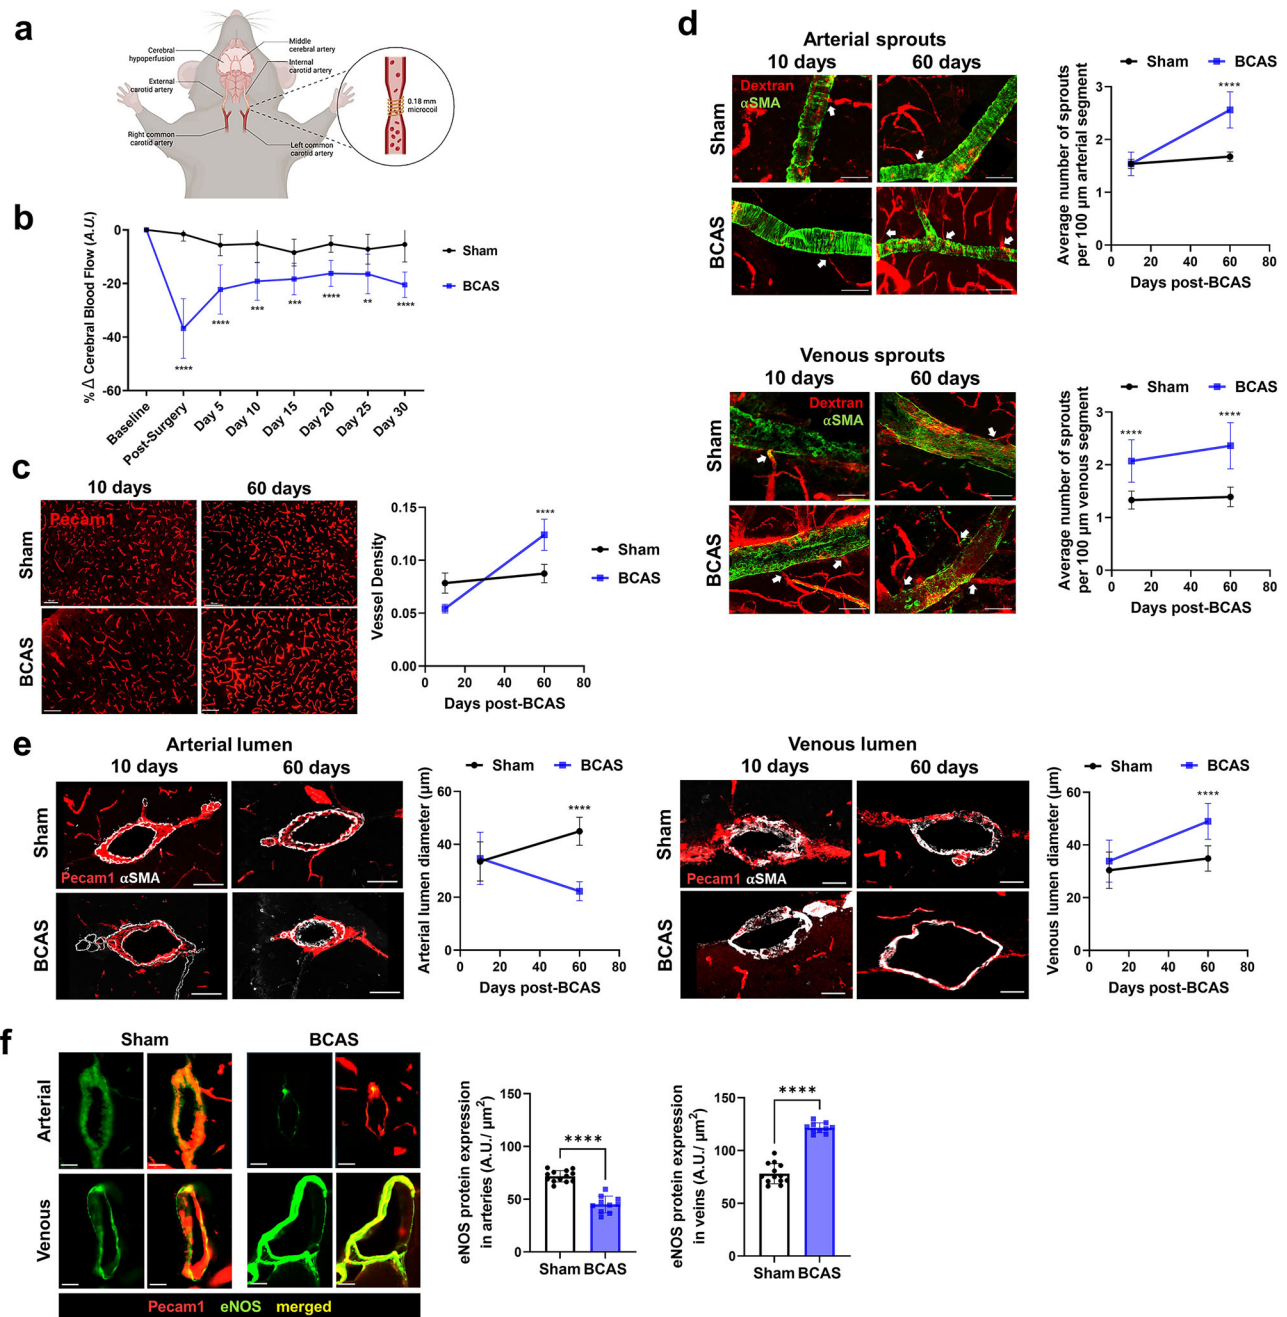 a
Cerebral
hypoperfusion
External
carotid artery
Right common
carotid artery
Middle
cerebral artery
Internal
carotid artery
Left common
carotid artery
0.18 mm
microcoil
b
% Δ Cerebral Blood Flow (A.U.)
0
-20
-40
-60
****
****
***
***
****
**
****
Baseline
Post-Surgery
Day 5
Day 10
Day 15
Day 20
Day 25
Day 30
Sham
BCAS
c
10 days
60 days
Sham
BCAS
Pecam1
Vessel Density
0.15
0.10
0.05
0.00
****
0
20
40
60
80
Days post-BCAS
Sham
BCAS
d
Arterial sprouts
10 days
60 days
Sham
BCAS
Dextran
αSMA
Sham
BCAS
Average number of sprouts
per 100 µm arterial segment
3
2
1
0
****
0
20
40
60
80
Days post-BCAS
Venous sprouts
10 days
60 days
Sham
BCAS
Dextran
αSMA
Sham
BCAS
Average number of sprouts
per 100 µm venous segment
3
2
1
0
****
****
0
20
40
60
80
Days post-BCAS
e
Arterial lumen
10 days
60 days
Sham
BCAS
Pecam1 αSMA
Sham
BCAS
Arterial lumen diameter (µm)
60
40
20
0
****
0
20
40
60
80
Days post-BCAS
Venous lumen
10 days
60 days
Sham
BCAS
Pecam1 αSMA
Sham
BCAS
Venous lumen diameter (µm)
60
40
20
0
****
0
20
40
60
80
Days post-BCAS
f
Sham
BCAS
Arterial
Venous
Pecam1 eNOS merged
eNOS protein expression
in arteries (A.U./ µm²)
150
100
50
0
****
Sham BCAS
eNOS protein expression
in veins (A.U./ µm²)
150
100
50
0
****
Sham BCAS